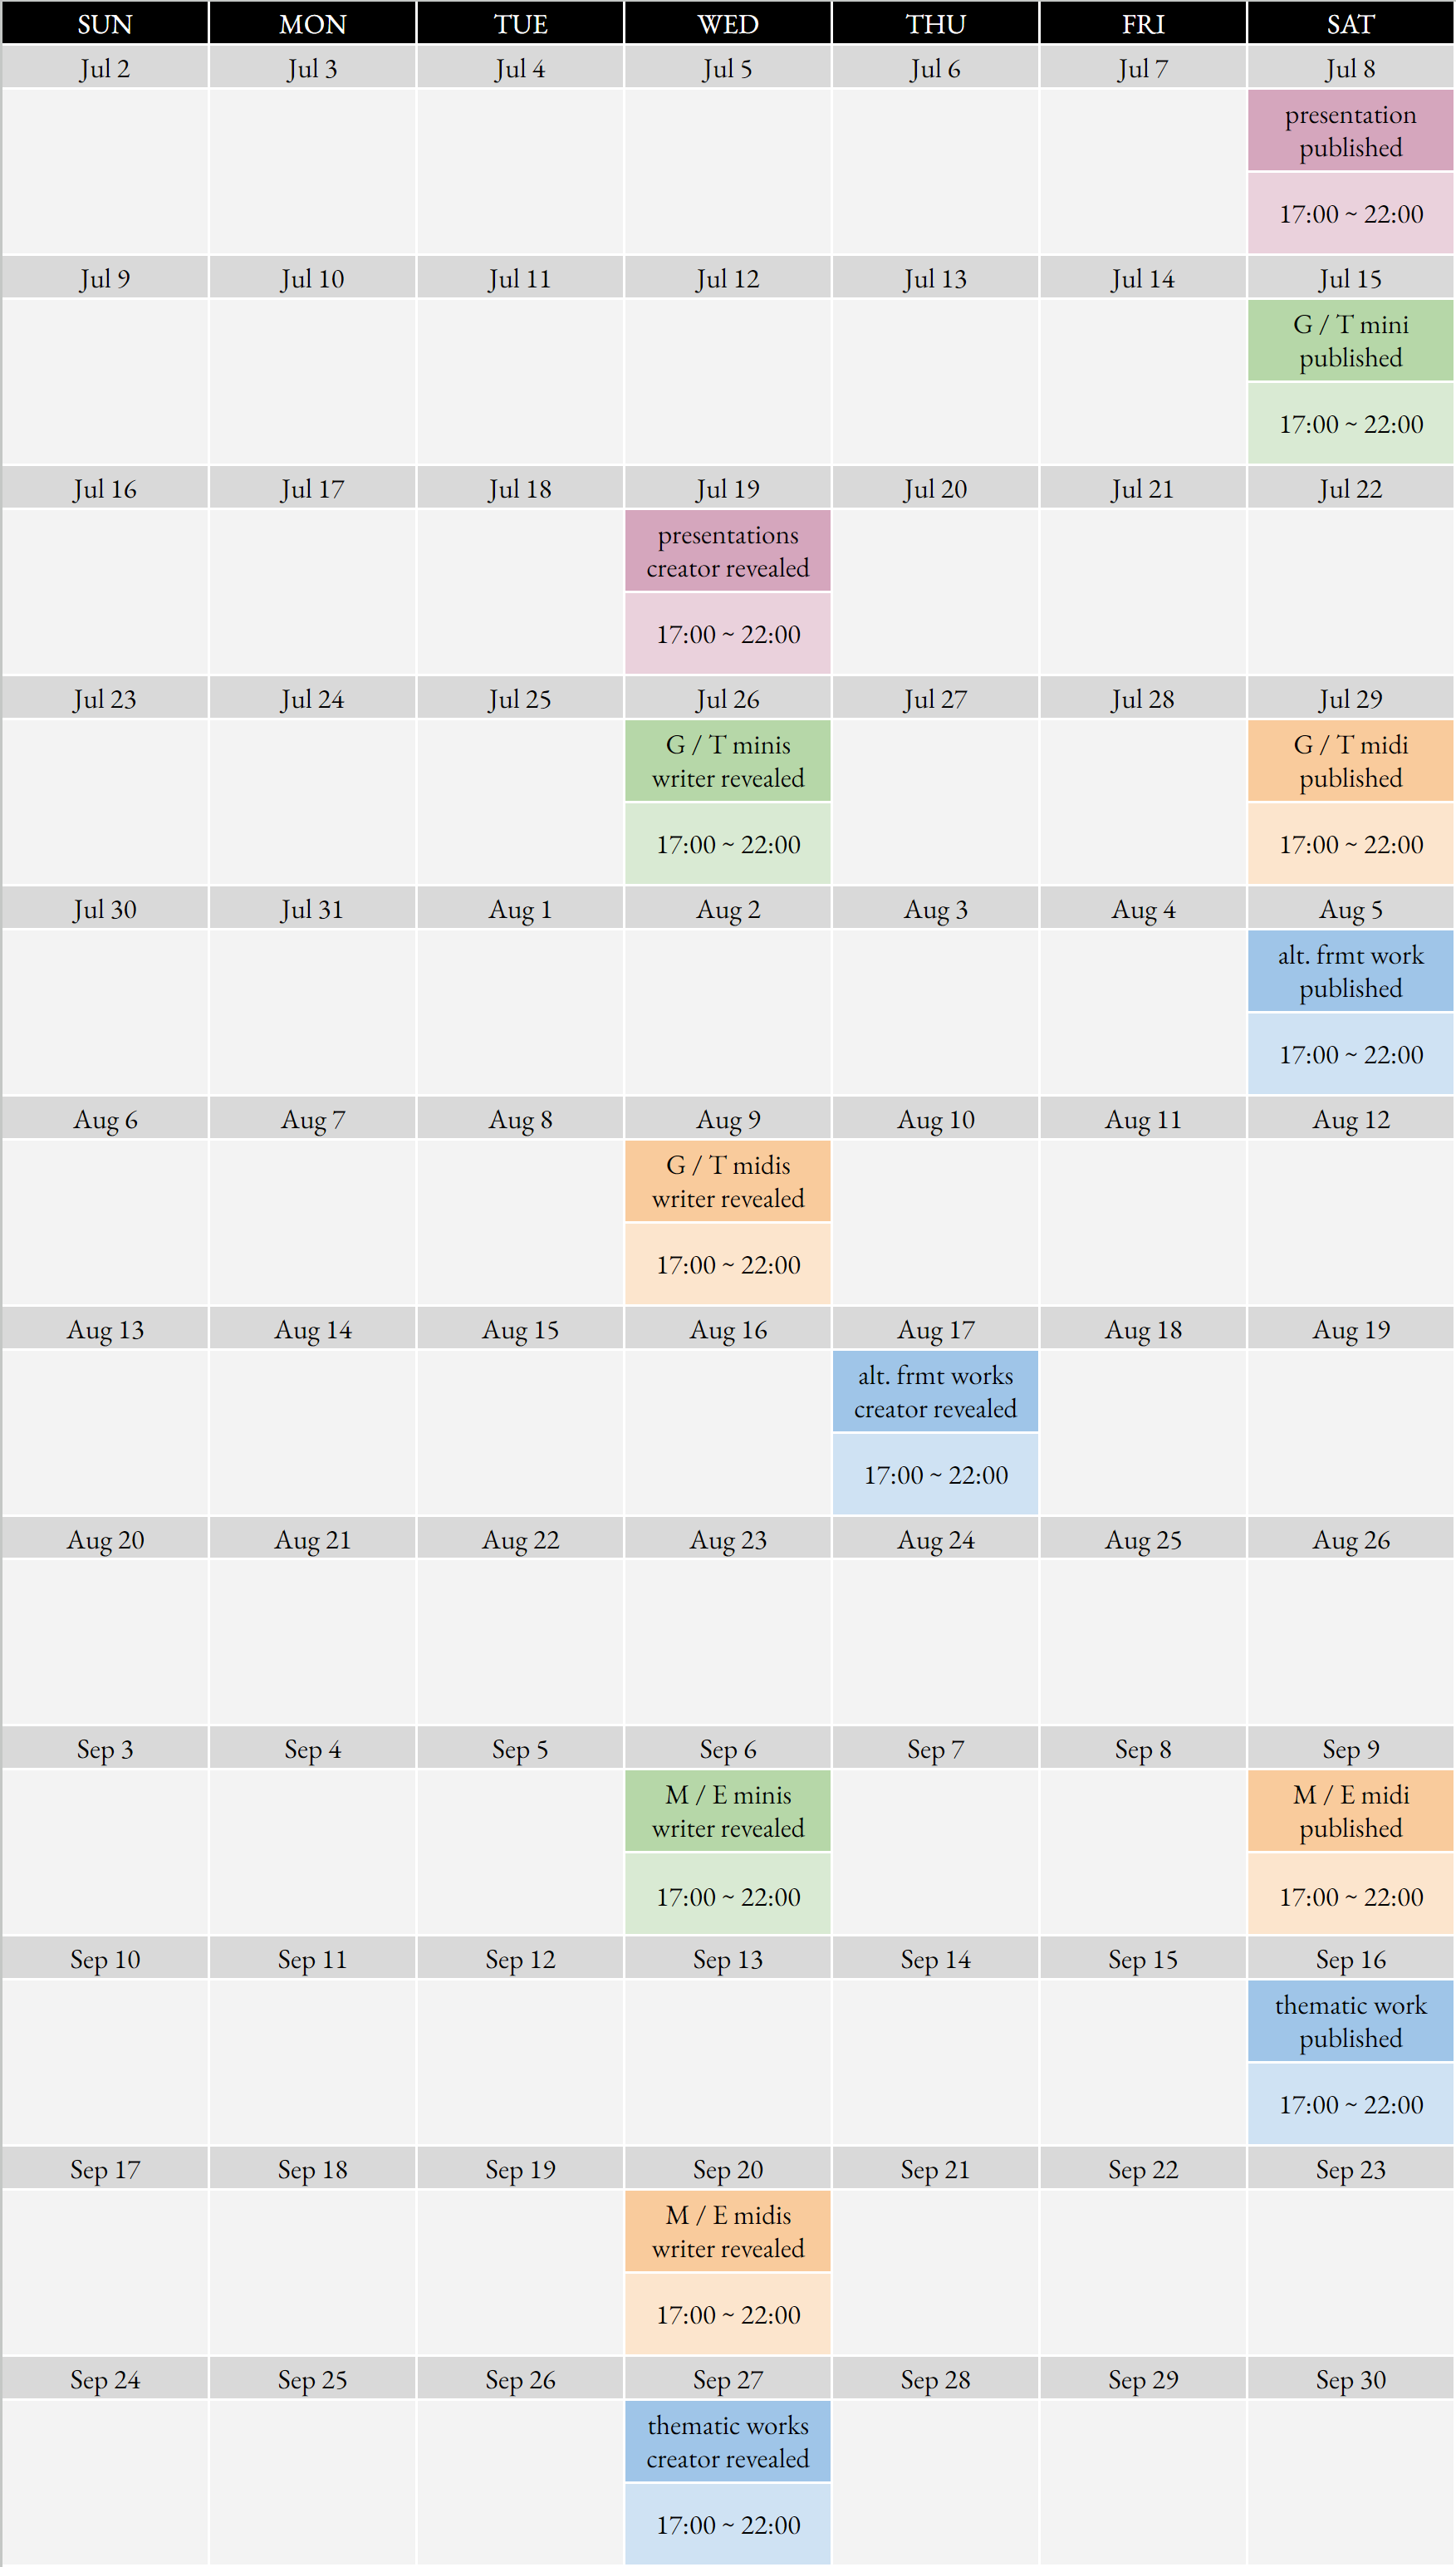 SUN MON TUE WED THU FRI SAT
Jul 2 Jul 3 Jul 4 Jul 5 Jul 6 Jul 7 Jul 8
presentation
published
17:00 ~ 22:00
Jul 9 Jul 10 Jul 11 Jul 12 Jul 13 Jul 14 Jul 15
G / T mini
published
17:00 ~ 22:00
Jul 16 Jul 17 Jul 18 Jul 19 Jul 20 Jul 21 Jul 22
presentations
creator revealed
17:00 ~ 22:00
Jul 23 Jul 24 Jul 25 Jul 26 Jul 27 Jul 28 Jul 29
G / T minis G / T midi
writer revealed published
17:00 ~ 22:00 17:00 ~ 22:00
Jul 30 Jul 31 Aug 1 Aug 2 Aug 3 Aug 4 Aug 5
alt. frmt work
published
17:00 ~ 22:00
Aug 6 Aug 7 Aug 8 Aug 9 Aug 10 Aug 11 Aug 12
G / T midis
writer revealed
17:00 ~ 22:00
Aug 13 Aug 14 Aug 15 Aug 16 Aug 17 Aug 18 Aug 19
alt. frmt works
creator revealed
17:00 ~ 22:00
Aug 20 Aug 21 Aug 22 Aug 23 Aug 24 Aug 25 Aug 26
Sep 3 Sep 4 Sep 5 Sep 6 Sep 7 Sep 8 Sep 9
M / E minis M / E midi
writer revealed published
17:00 ~ 22:00 17:00 ~ 22:00
Sep 10 Sep 11 Sep 12 Sep 13 Sep 14 Sep 15 Sep 16
thematic work
published
17:00 ~ 22:00
Sep 17 Sep 18 Sep 19 Sep 20 Sep 21 Sep 22 Sep 23
M / E midis
writer revealed
17:00 ~ 22:00
Sep 24 Sep 25 Sep 26 Sep 27 Sep 28 Sep 29 Sep 30
thematic works
creator revealed
17:00 ~ 22:00